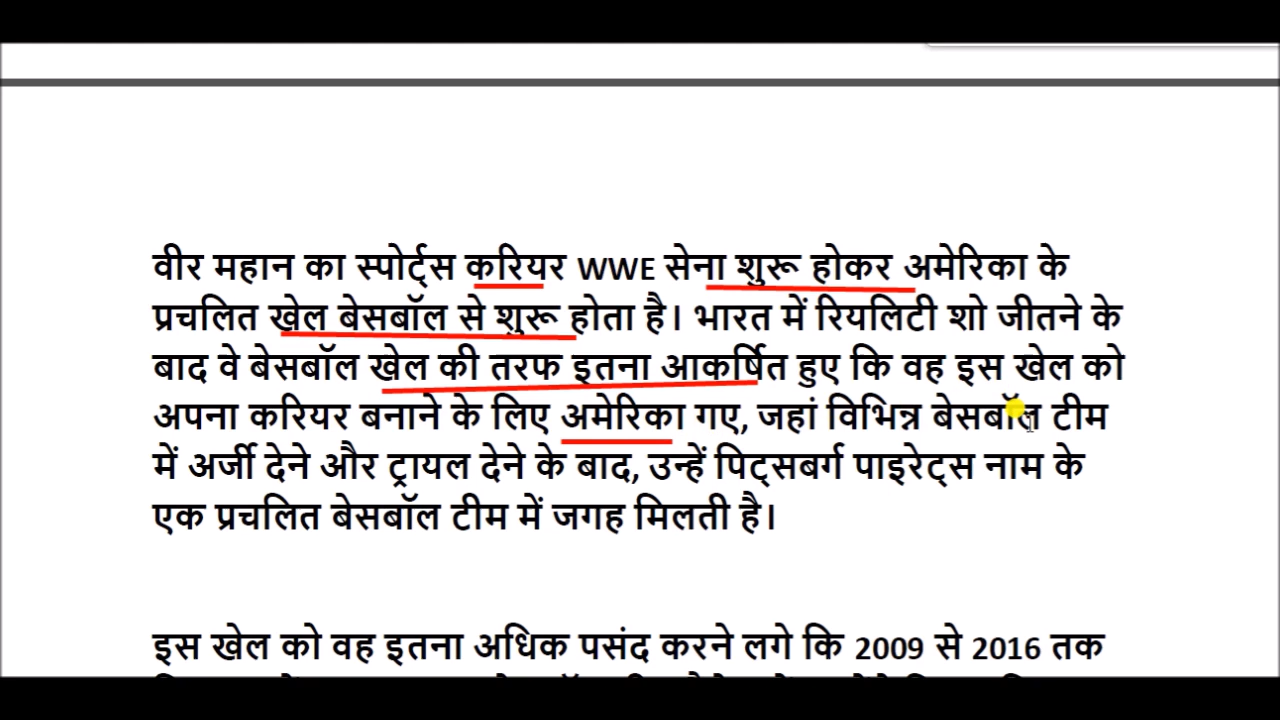 वीर महान का स्पोर्ट्स करियर WWE सेना शुरू होकर अमेरिका के
प्रचलित खेल बेसबॉल से शुरू होता है। भारत में रियलिटी शो जीतने के
बाद वे बेसबॉल खेल की तरफ इतना आकर्षित हुए कि वह इस खेल को
अपना करियर बनाने के लिए अमेरिका गए, जहां विभिन्न बेसबॉल टीम
में अर्जी देने और ट्रायल देने के बाद, उन्हें पिट्सबर्ग पाइरेट्स नाम के
एक प्रचलित बेसबॉल टीम में जगह मिलती है।
इस खेल को वह इतना अधिक पसंद करने लगे कि 2009 से 2016 तक